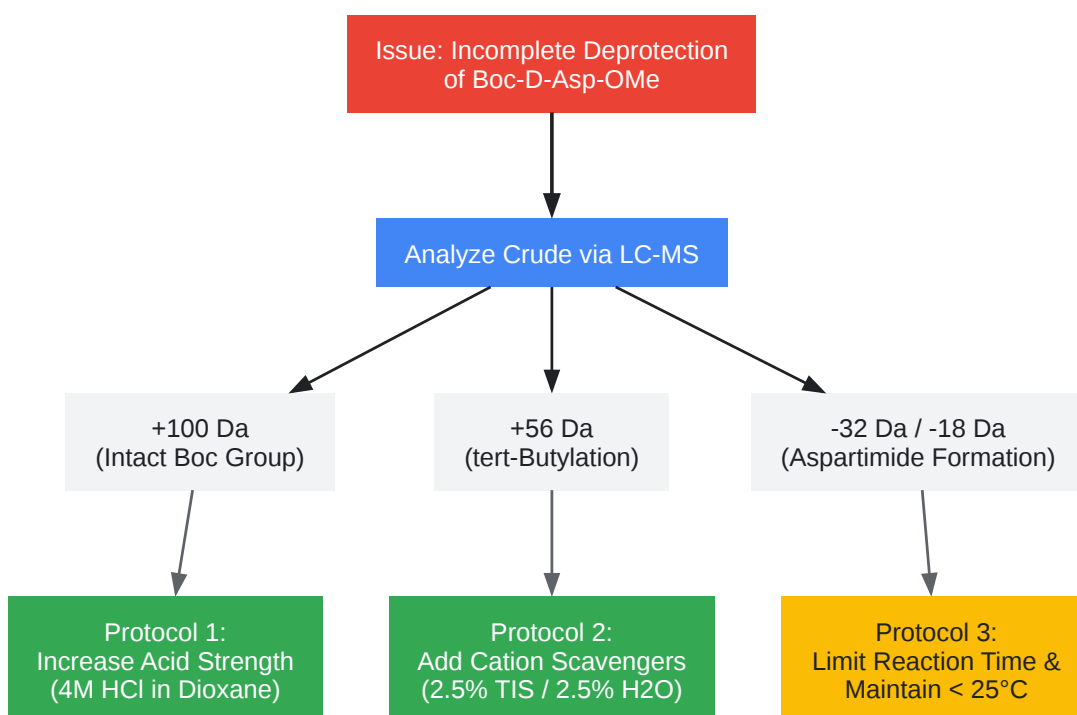 Issue: Incomplete Deprotection
of Boc-D-Asp-OMe
Analyze Crude via LC-MS
+100 Da
(Intact Boc Group)
+56 Da
(tert-Butylation)
-32 Da / -18 Da
(Aspartimide Formation)
Protocol 1:
Increase Acid Strength
(4M HCl in Dioxane)
Protocol 2:
Add Cation Scavengers
(2.5% TIS / 2.5% H2O)
Protocol 3:
Limit Reaction Time &
Maintain < 25°C